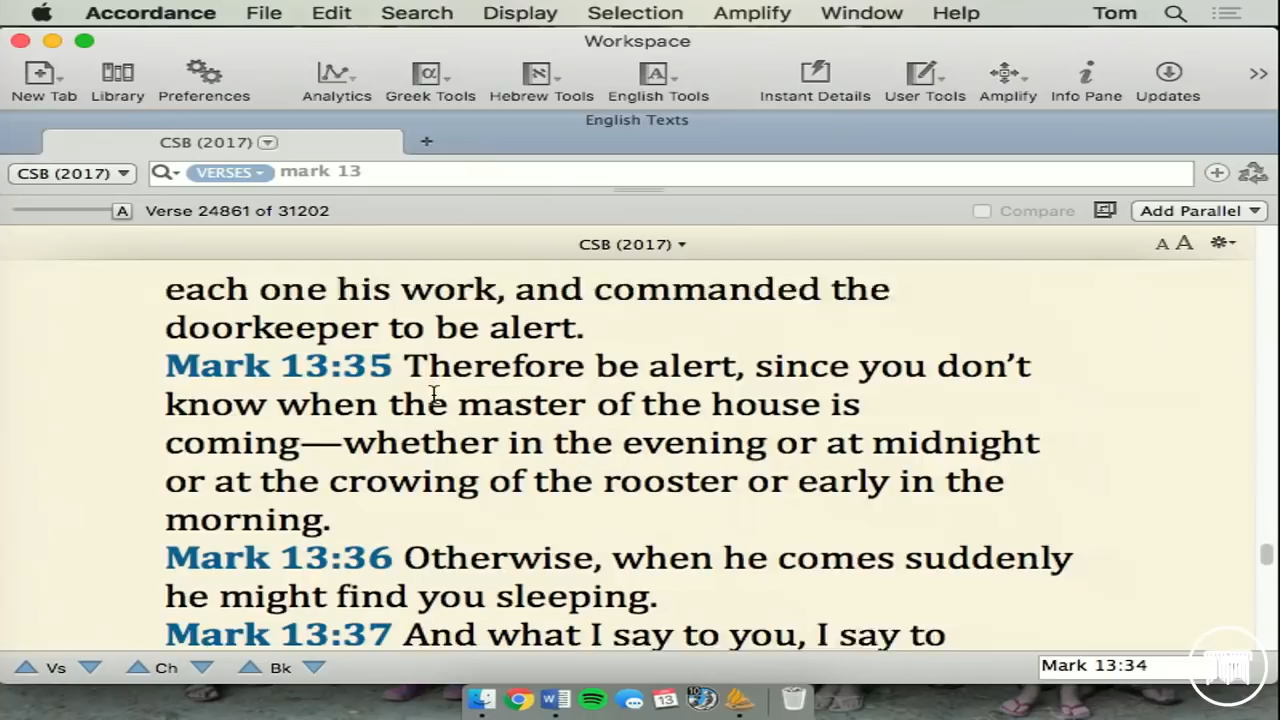 Accordance File Edit Search Display Selection Amplify Window Help Tom
Workspace
New Tab Library Preferences Analytics Greek Tools Hebrew Tools English Tools Instant Details User Tools Amplify Info Pane Updates
English Texts
CSB (2017)
CSB (2017) VERSES mark 13
A Verse 24861 of 31202 Compare Add Parallel
CSB (2017) A A
each one his work, and commanded the
doorkeeper to be alert.
Mark 13:35 Therefore be alert, since you don’t
know when the master of the house is
coming—whether in the evening or at midnight
or at the crowing of the rooster or early in the
morning.
Mark 13:36 Otherwise, when he comes suddenly
he might find you sleeping.
Mark 13:37 And what I say to you, I say to
Vs Ch Bk Mark 13:34
W 13 10